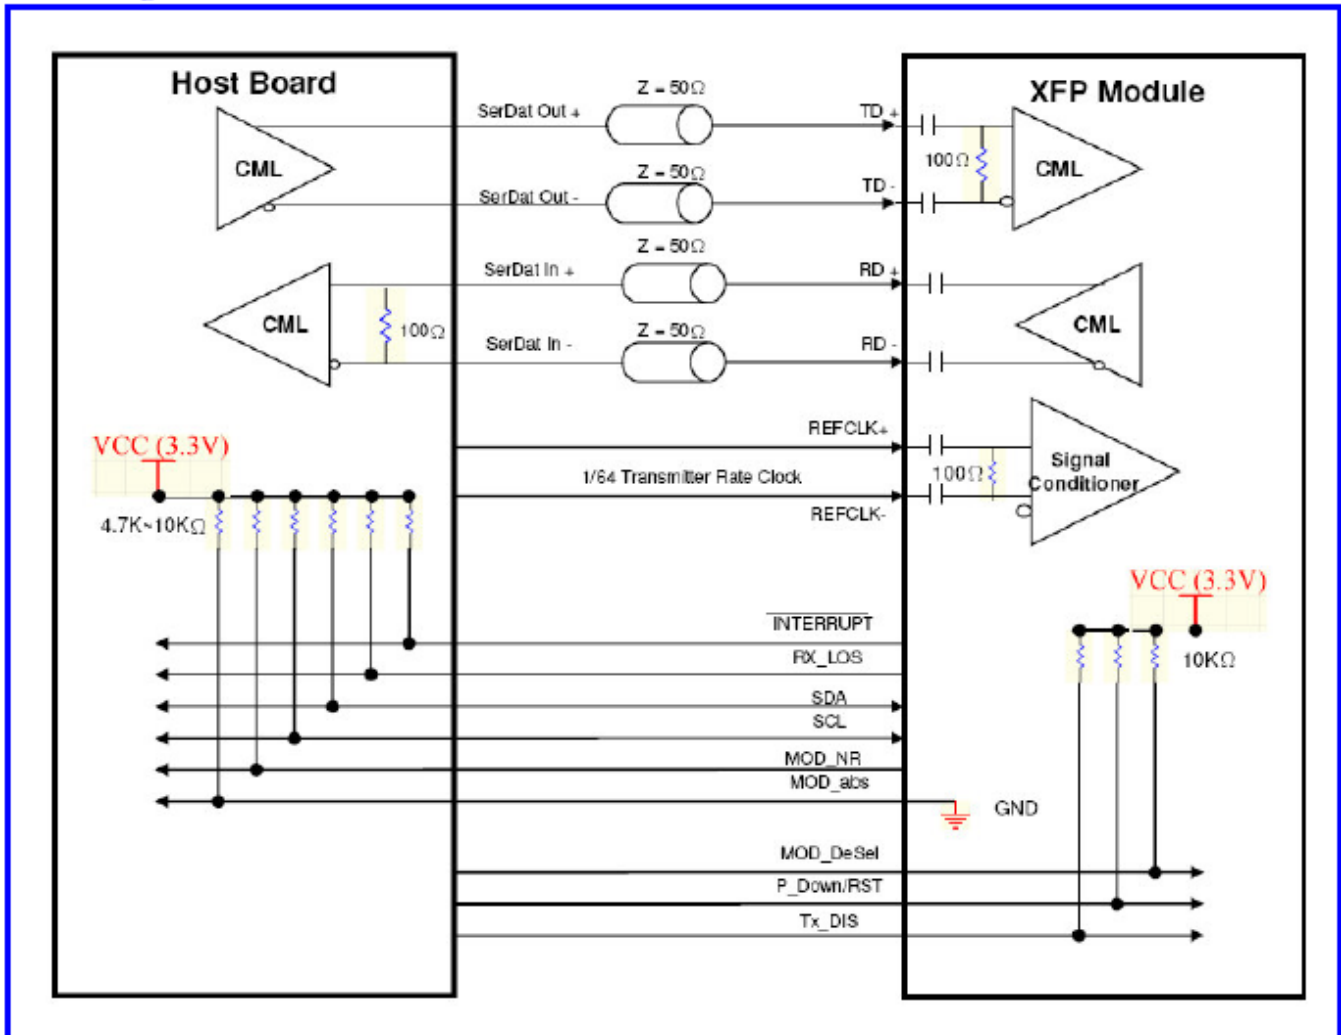 Host Board
XFP Module
Z = 50Ω
SerDat Out +
TD +
CML
100Ω
CML
Z = 50Ω
SerDat Out -
TD -
Z = 50Ω
SerDat In +
RD +
CML
100Ω
CML
Z = 50Ω
SerDat In -
RD -
REFCLK+
VCC (3.3V)
1/64 Transmitter Rate Clock
100Ω
Signal
Conditioner
REFCLK-
4.7K~10KΩ
VCC (3.3V)
10KΩ
INTERRUPT
RX_LOS
SDA
SCL
MOD_NR
MOD_abs
GND
MOD_DeSel
P_Down/RST
Tx_DIS